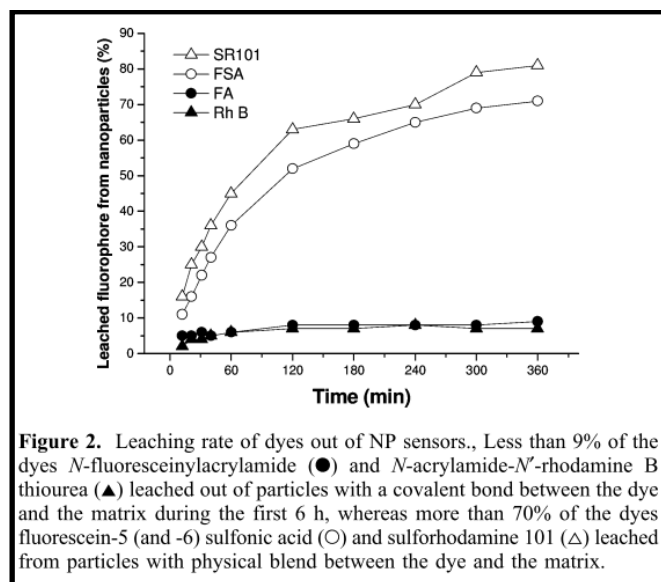 90
80
70
60
50
40
30
20
10
0
Leached fluorophore from nanoparticles (%)
SR101
FSA
FA
Rh B
0 60 120 180 240 300 360
Time (min)
Figure 2. Leaching rate of dyes out of NP sensors., Less than 9% of the
dyes N-fluoresceinylacrylamide (●) and N-acrylamide-N′-rhodamine B
thiourea (▲) leached out of particles with a covalent bond between the dye
and the matrix during the first 6 h, whereas more than 70% of the dyes
fluorescein-5 (and -6) sulfonic acid (○) and sulforhodamine 101 (△) leached
from particles with physical blend between the dye and the matrix.